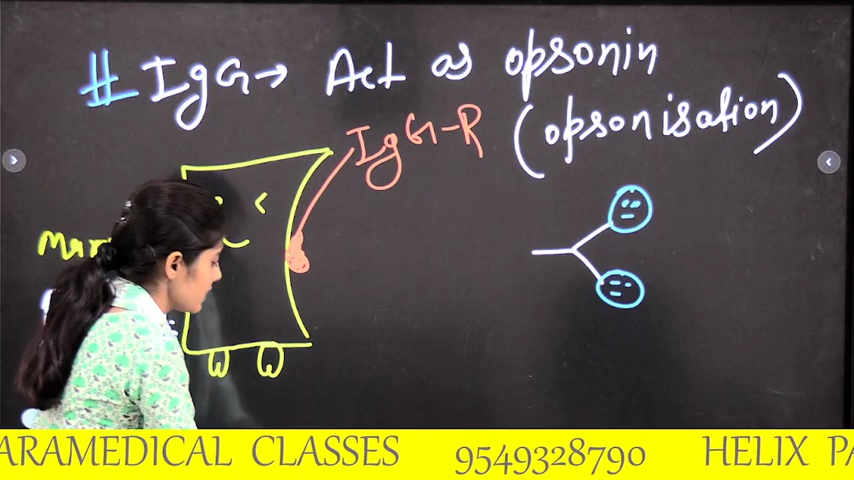 # IgG→ Act as opsonin
(opsonisation)
IgG-R
ARAMEDICAL CLASSES 9549328790 HELIX PA